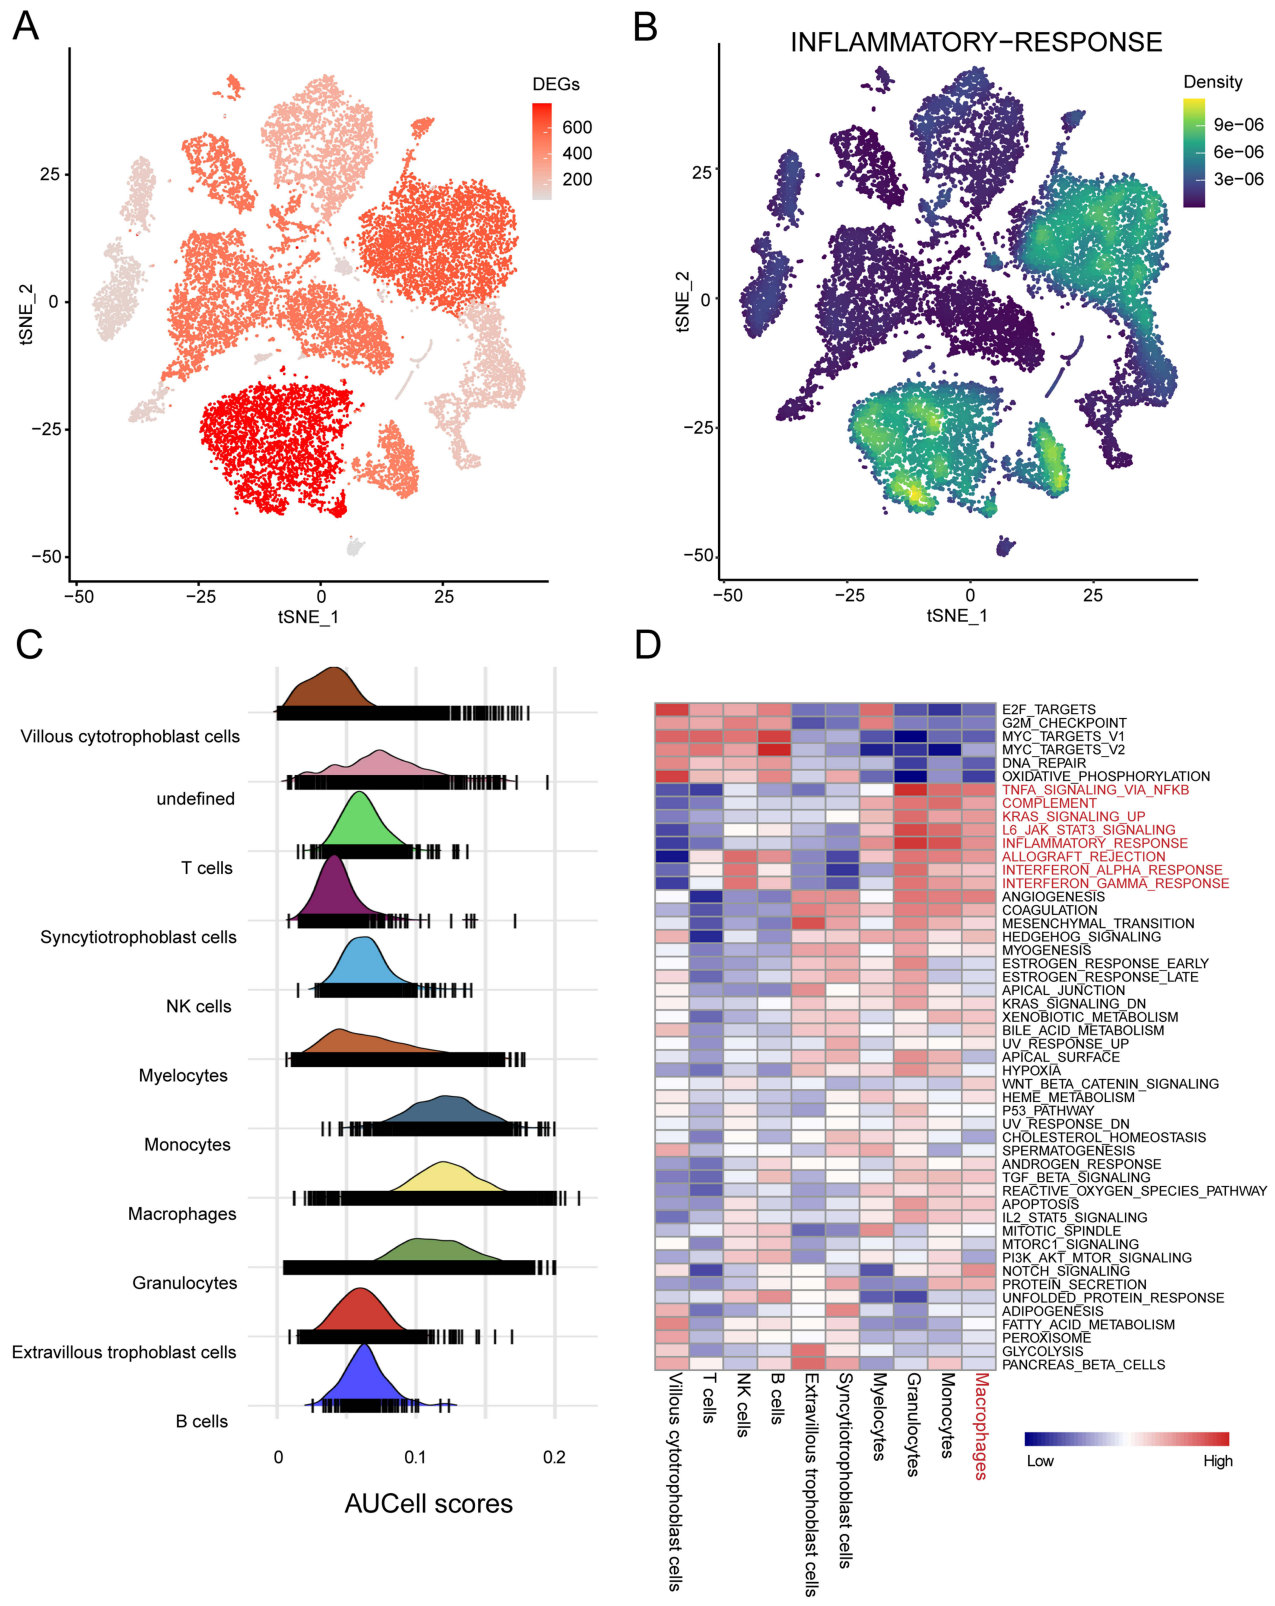 A
DEGs
600
400
200
25
0
−25
−50
−50
−25
0
25
tSNE_1
tSNE_2
B
INFLAMMATORY−RESPONSE
Density
9e−06
6e−06
3e−06
25
0
−25
−50
−50
−25
0
25
tSNE_1
tSNE_2
C
Villous cytotrophoblast cells
undefined
T cells
Syncytiotrophoblast cells
NK cells
Myelocytes
Monocytes
Macrophages
Granulocytes
Extravillous trophoblast cells
B cells
0
0.1
0.2
AUCell scores
D
E2F_TARGETS
G2M_CHECKPOINT
MYC_TARGETS_V1
MYC_TARGETS_V2
DNA_REPAIR
OXIDATIVE_PHOSPHORYLATION
TNFA_SIGNALING_VIA_NFKB
COMPLEMENT
KRAS_SIGNALING_UP
L6_JAK_STAT3_SIGNALING
INFLAMMATORY_RESPONSE
ALLOGRAFT_REJECTION
INTERFERON_ALPHA_RESPONSE
INTERFERON_GAMMA_RESPONSE
ANGIOGENESIS
COAGULATION
MESENCHYMAL_TRANSITION
HEDGEHOG_SIGNALING
MYOGENESIS
ESTROGEN_RESPONSE_EARLY
ESTROGEN_RESPONSE_LATE
APICAL_JUNCTION
KRAS_SIGNALING_DN
XENOBIOTIC_METABOLISM
BILE_ACID_METABOLISM
UV_RESPONSE_UP
APICAL_SURFACE
HYPOXIA
WNT_BETA_CATENIN_SIGNALING
HEME_METABOLISM
P53_PATHWAY
UV_RESPONSE_DN
CHOLESTEROL_HOMEOSTASIS
SPERMATOGENESIS
ANDROGEN_RESPONSE
TGF_BETA_SIGNALING
REACTIVE_OXYGEN_SPECIES_PATHWAY
APOPTOSIS
IL2_STAT5_SIGNALING
MITOTIC_SPINDLE
MTORC1_SIGNALING
PI3K_AKT_MTOR_SIGNALING
NOTCH_SIGNALING
PROTEIN_SECRETION
UNFOLDED_PROTEIN_RESPONSE
ADIPOGENESIS
FATTY_ACID_METABOLISM
PEROXISOME
GLYCOLYSIS
PANCREAS_BETA_CELLS
Villous cytotrophoblast cells
T cells
NK cells
B cells
Extravillous trophoblast cells
Syncytiotrophoblast cells
Myelocytes
Granulocytes
Monocytes
Macrophages
Low
High